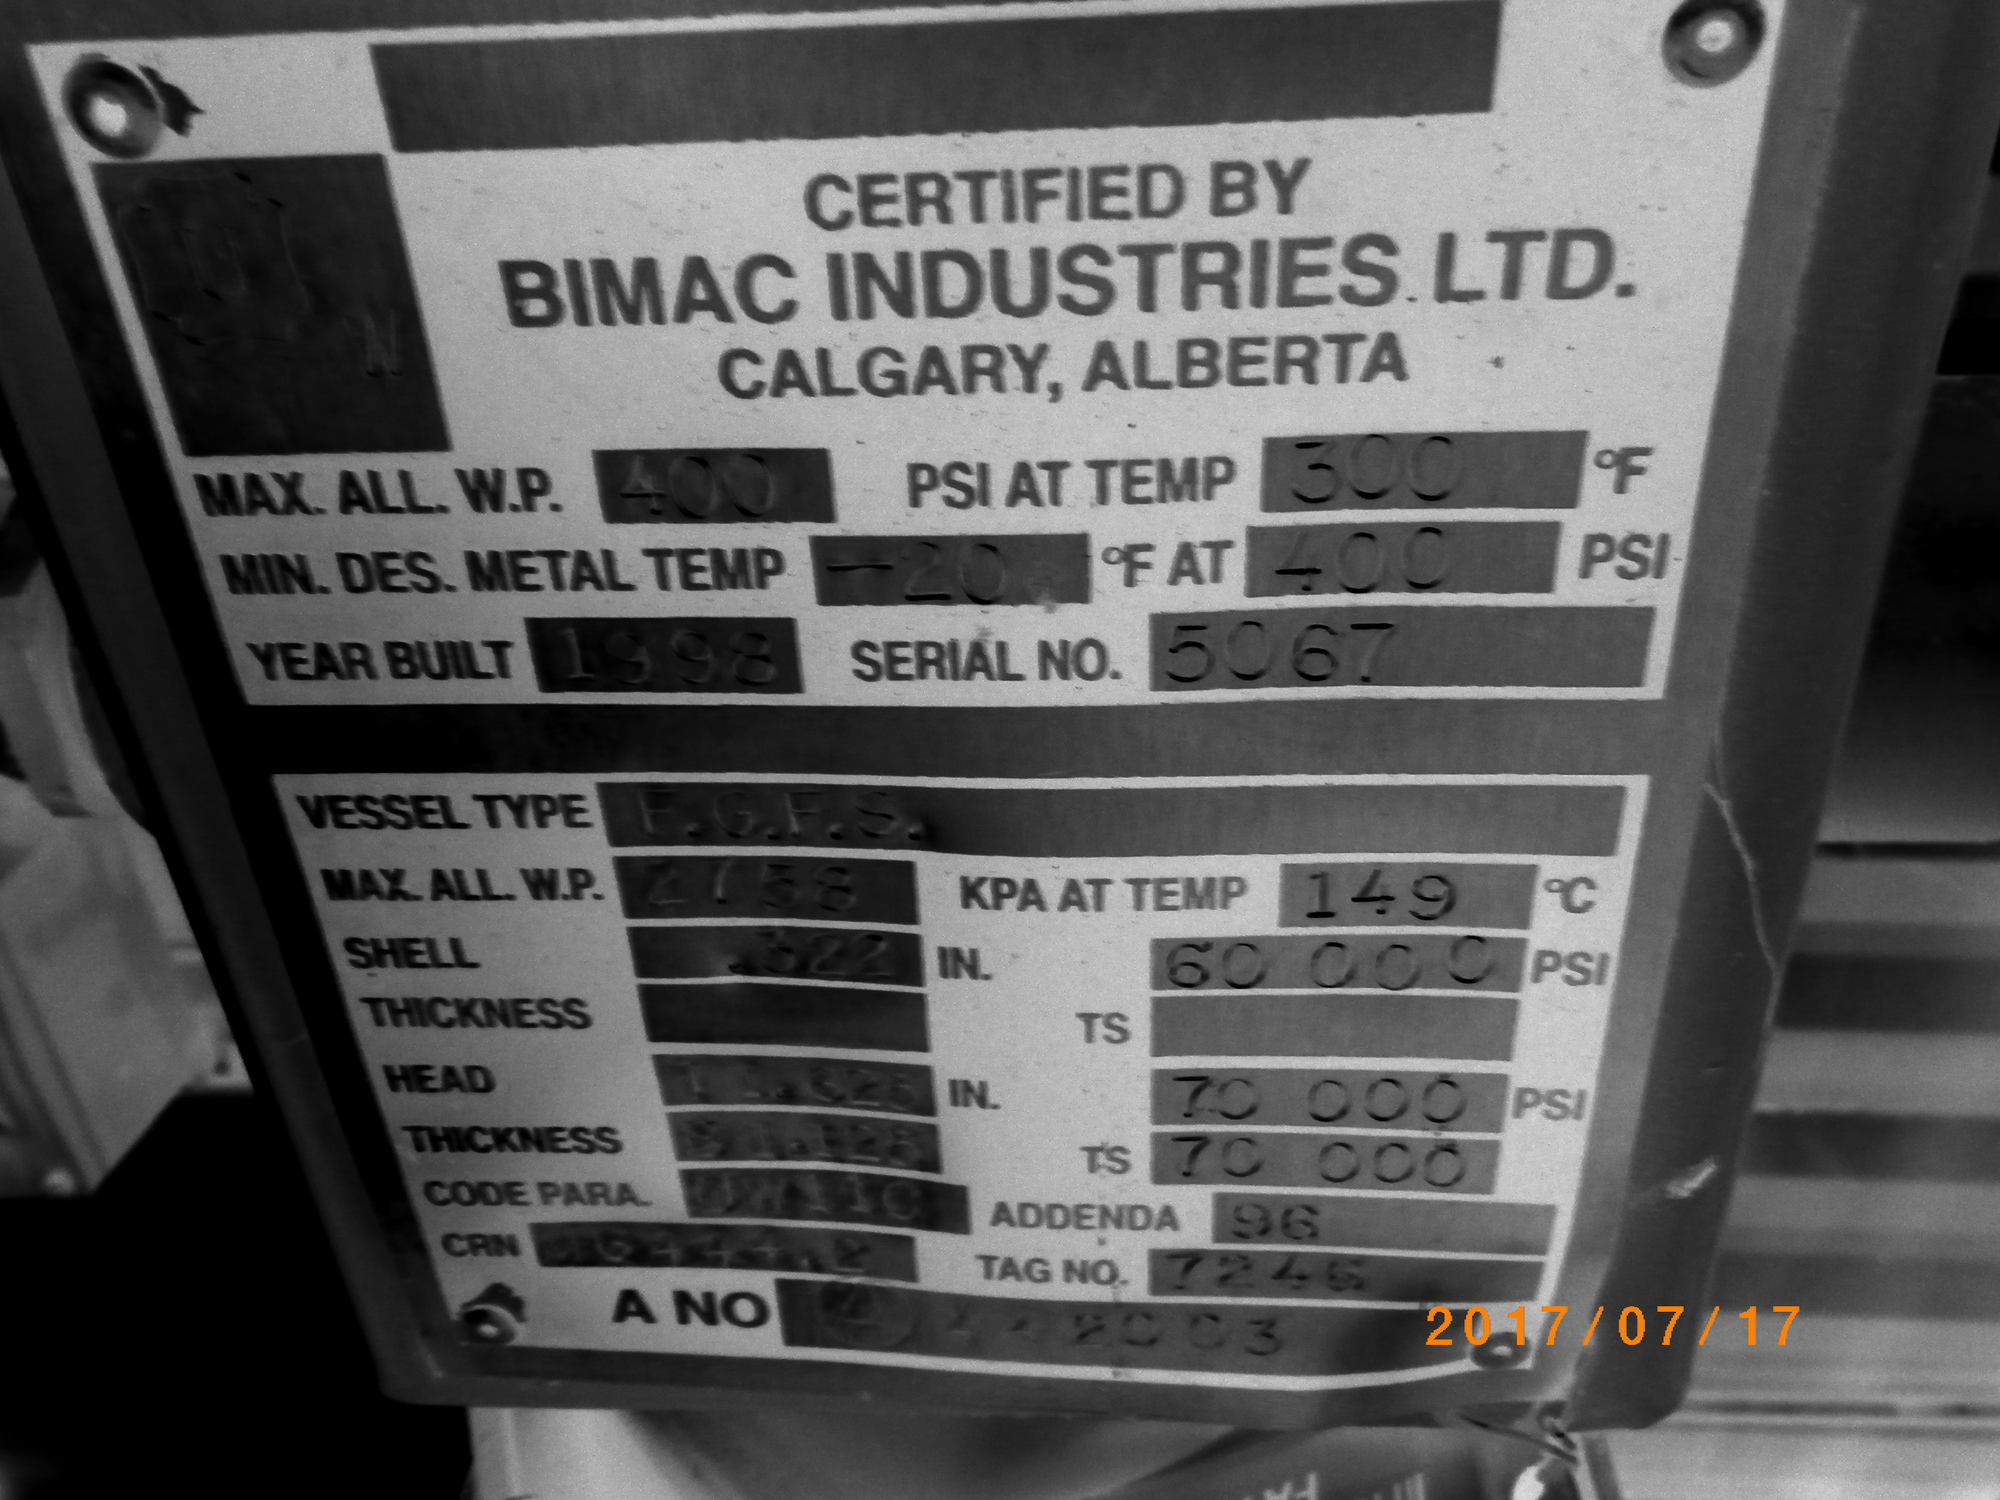 CERTIFIED BY
BIMAC INDUSTRIES LTD.
CALGARY, ALBERTA
MAX. ALL. W.P. 400 PSI AT TEMP 300 °F
MIN. DES. METAL TEMP -20 °F AT 400 PSI
YEAR BUILT 1998 SERIAL NO. 5067
VESSEL TYPE F.G.F.S.
MAX. ALL. W.P. 2758 KPA AT TEMP 149 °C
SHELL .322 IN. 60 000 PSI
THICKNESS TS
HEAD IN. 70 000 PSI
THICKNESS TS 70 000
CODE PARA. UW11C ADDENDA 96
CRN TAG NO. 7246
A NO
2017/07/17